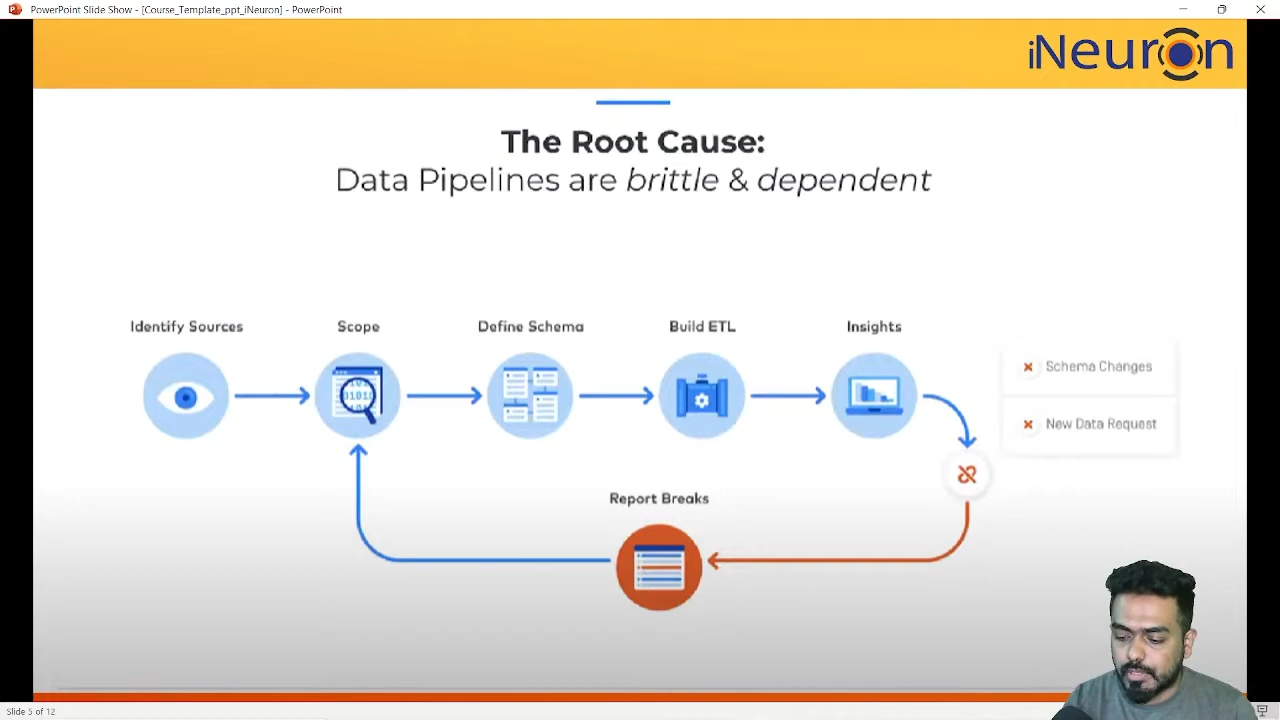 PowerPoint Slide Show - [Course_Template_ppt_iNeuron] - PowerPoint
iNeuron
The Root Cause:
Data Pipelines are brittle & dependent
Identify Sources
Scope
Define Schema
Build ETL
Insights
Schema Changes
New Data Request
Report Breaks
Slide 5 of 12